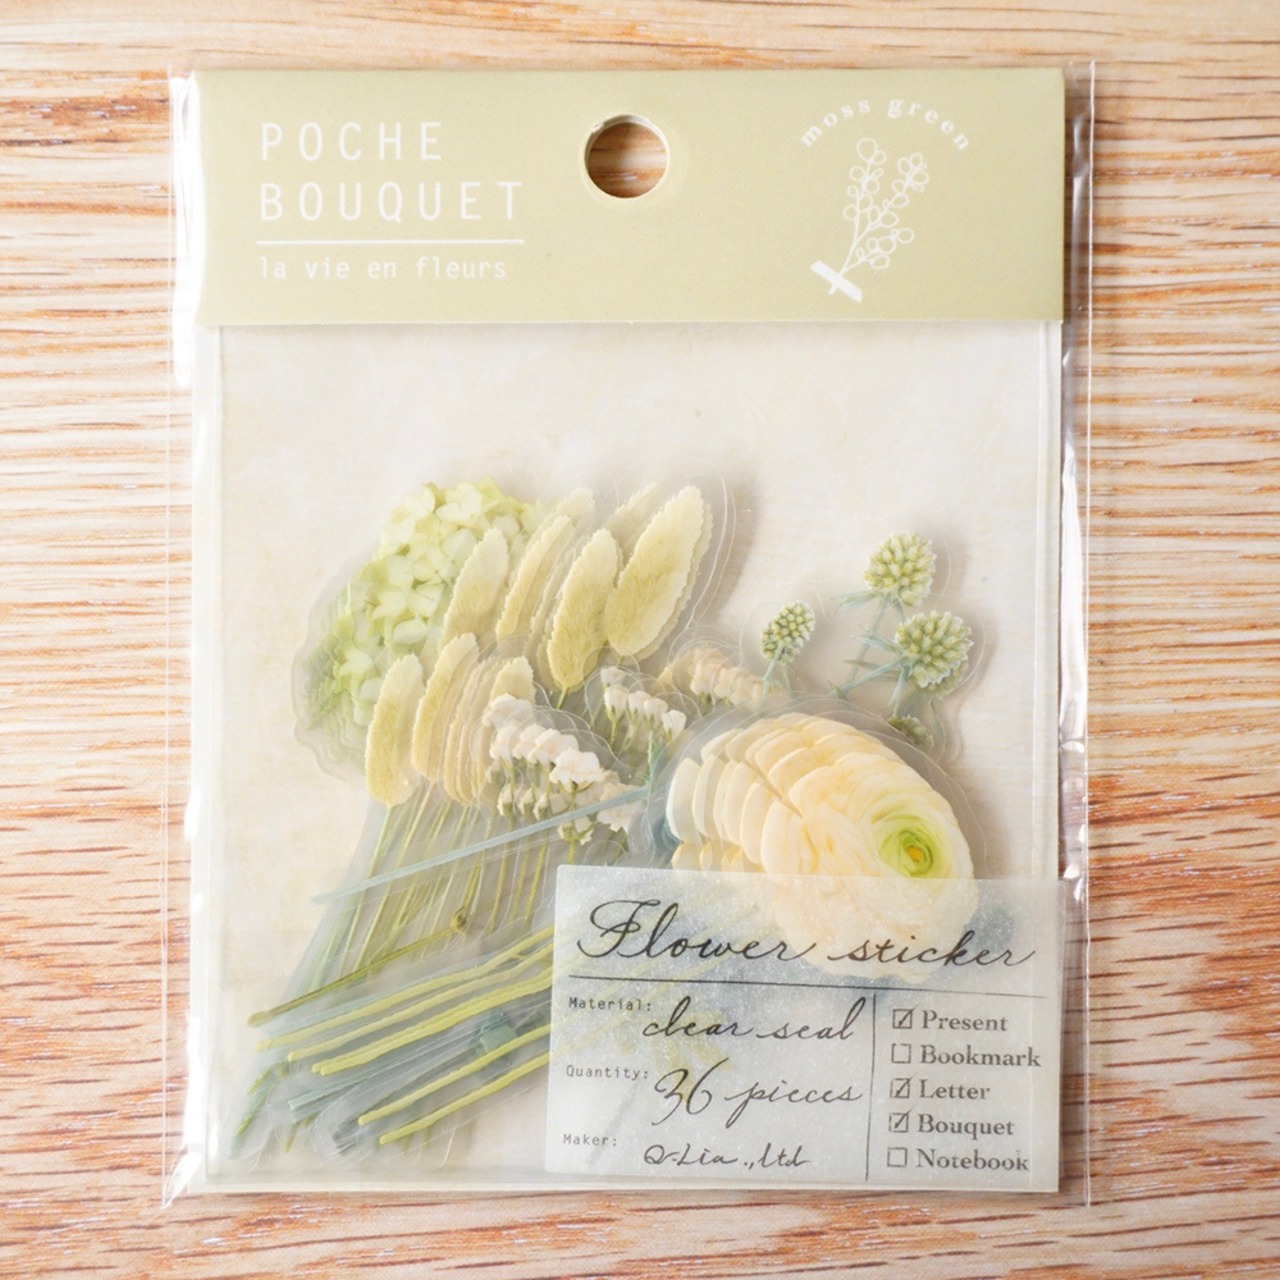 POCHE
BOUQUET
la vie en fleurs
moss green
Flower sticker
Material: clear seal
Quantity: 36 pieces
Maker: Q-Lia.,ltd
☑ Present
☐ Bookmark
☑ Letter
☑ Bouquet
☐ Notebook